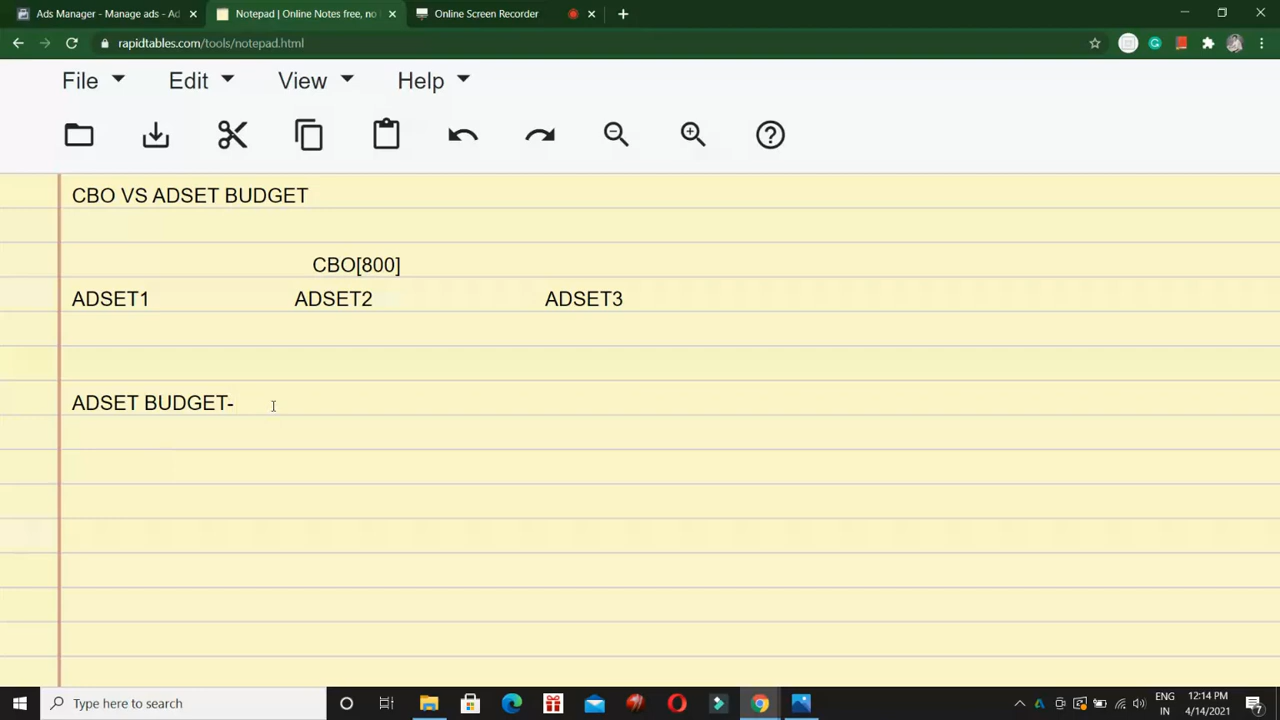 Ads Manager - Manage ads - Ad
Notepad | Online Notes free, no
Online Screen Recorder
rapidtables.com/tools/notepad.html
File Edit View Help
CBO VS ADSET BUDGET
CBO[800]
ADSET1 ADSET2 ADSET3
ADSET BUDGET-
Type here to search
ENG
IN
12:14 PM
4/14/2021
7